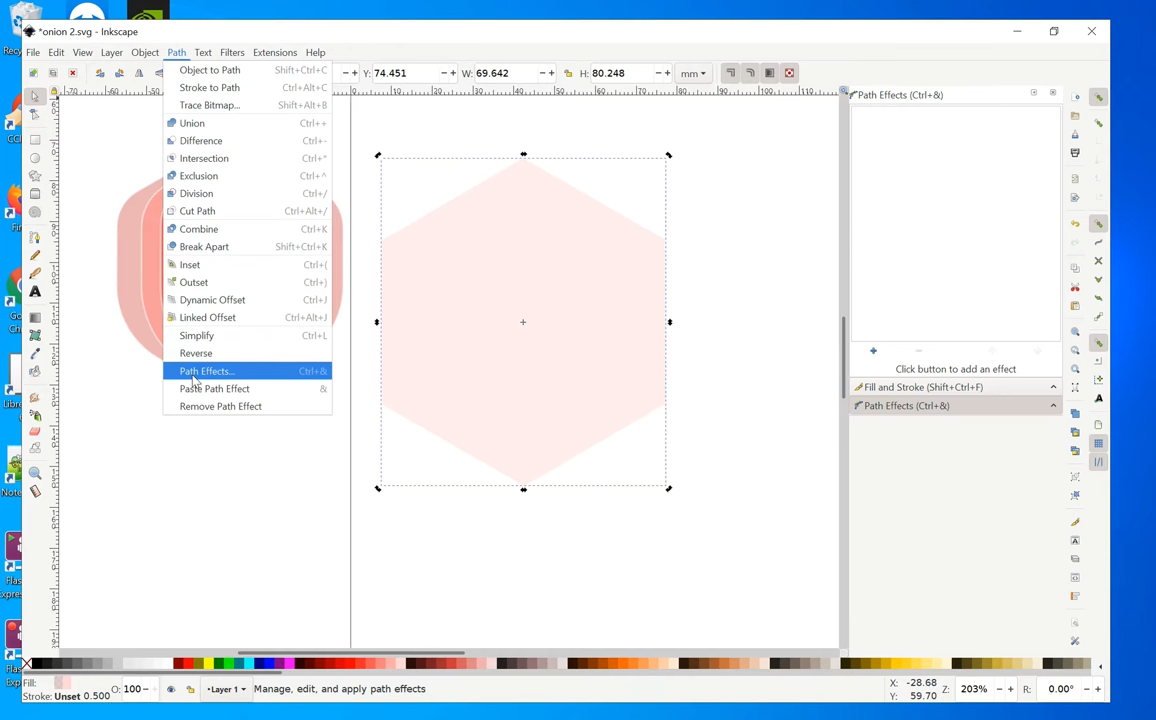 Recy
*onion 2.svg - Inkscape
File Edit View Layer Object Path Text Filters Extensions Help
Y: 74.451 W: 69.642 H: 80.248 mm
Object to Path Shift+Ctrl+C
Stroke to Path Ctrl+Alt+C
Trace Bitmap... Shift+Alt+B
Union Ctrl++
Difference Ctrl+-
Intersection Ctrl+*
Exclusion Ctrl+^
Division Ctrl+/
Cut Path Ctrl+Alt+/
Combine Ctrl+K
Break Apart Shift+Ctrl+K
Inset Ctrl+(
Outset Ctrl+)
Dynamic Offset Ctrl+J
Linked Offset Ctrl+Alt+J
Simplify Ctrl+L
Reverse
Path Effects... Ctrl+&
Paste Path Effect &
Remove Path Effect
Path Effects (Ctrl+&)
Click button to add an effect
Fill and Stroke (Shift+Ctrl+F)
Path Effects (Ctrl+&)
Fill:
Stroke: Unset 0.500
O: 100
Layer 1
Manage, edit, and apply path effects
X: -28.68
Y: 59.70
Z: 203%
R: 0.00°